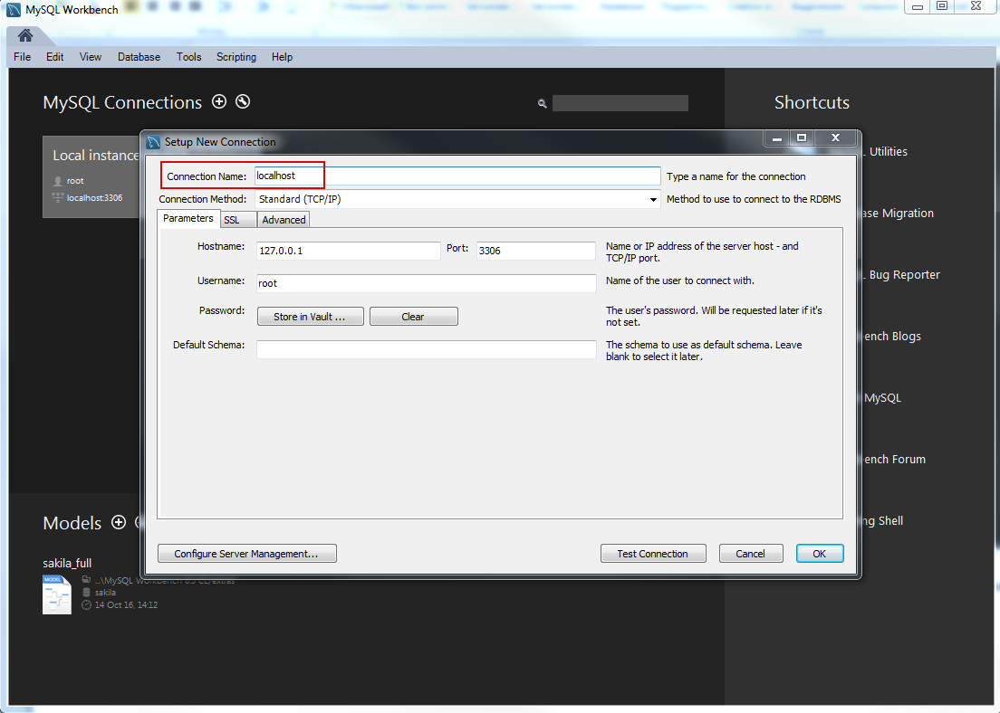 MySQL Workbench
File Edit View Database Tools Scripting Help
MySQL Connections
Shortcuts
Local instance
root
localhost:3306
Setup New Connection
Connection Name: localhost Type a name for the connection
Connection Method: Standard (TCP/IP) Method to use to connect to the RDBMS
Parameters SSL Advanced
Hostname: 127.0.0.1 Port: 3306 Name or IP address of the server host - and
TCP/IP port.
Username: root Name of the user to connect with.
Password: Store in Vault ... Clear The user's password. Will be requested later if it's
not set.
Default Schema: The schema to use as default schema. Leave
blank to select it later.
Configure Server Management... Test Connection Cancel OK
L Utilities
ase Migration
L Bug Reporter
ench Blogs
MySQL
ench Forum
ng Shell
Models
sakila_full
MODEL
..\MySQL Workbench 6.3 CE/extras
sakila
14 Oct 16, 14:12